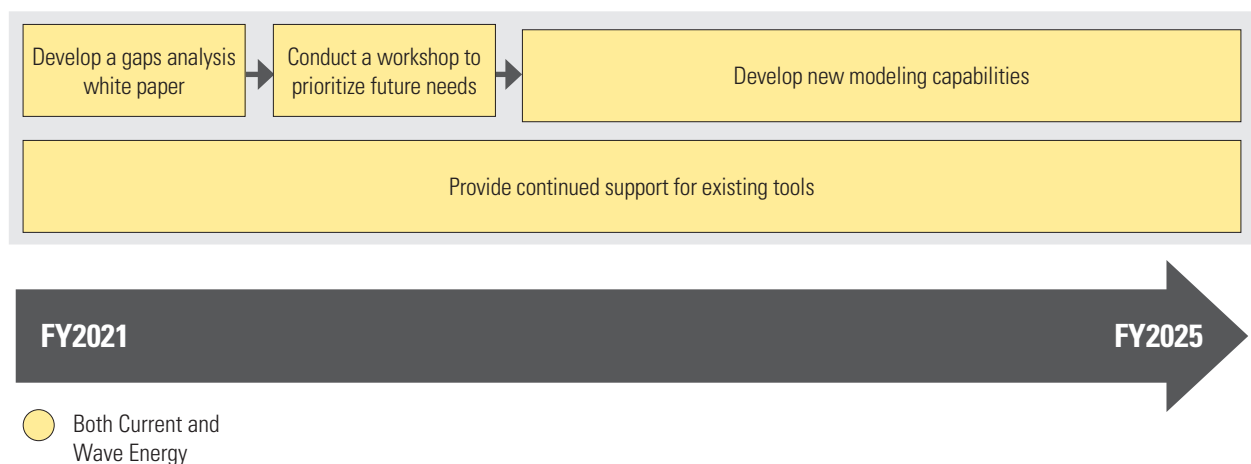 Develop a gaps analysis
white paper
Conduct a workshop to
prioritize future needs
Develop new modeling capabilities
Provide continued support for existing tools
FY2021
FY2025
Both Current and
Wave Energy